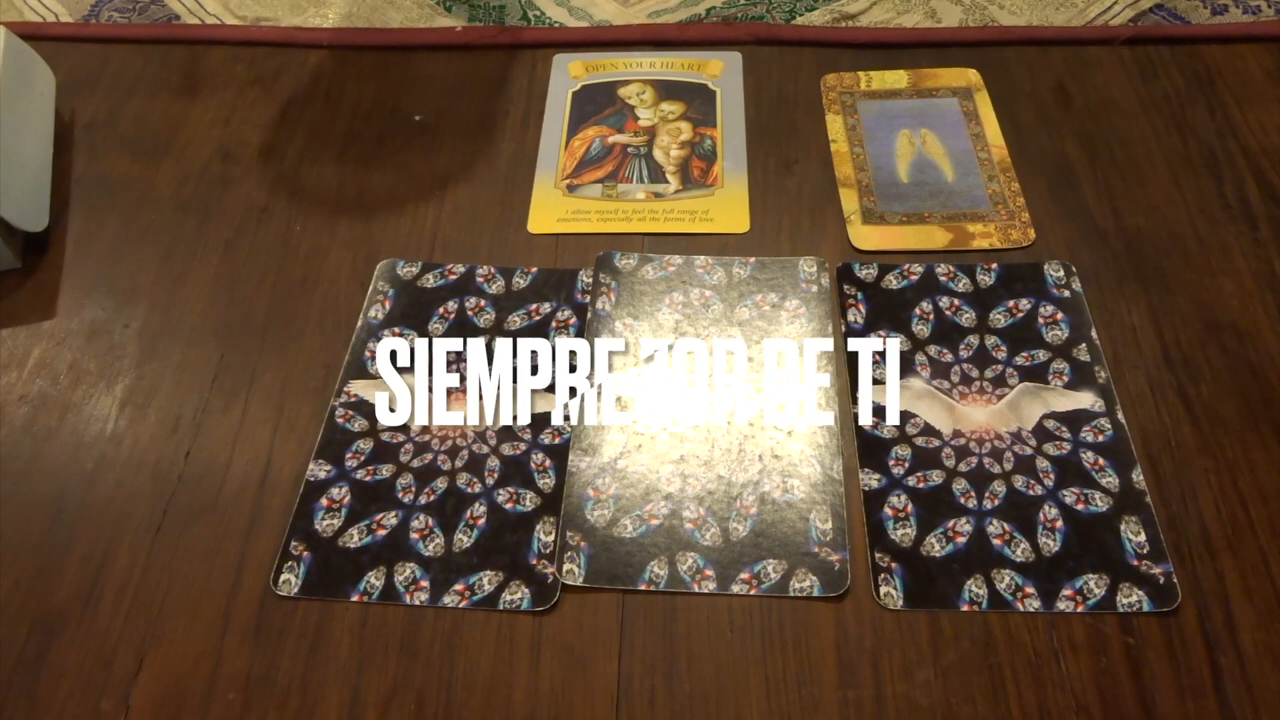 OPEN YOUR HEART
I allow myself to feel the full range of
emotions, especially all the forms of love.
SIEMPRE DE TI